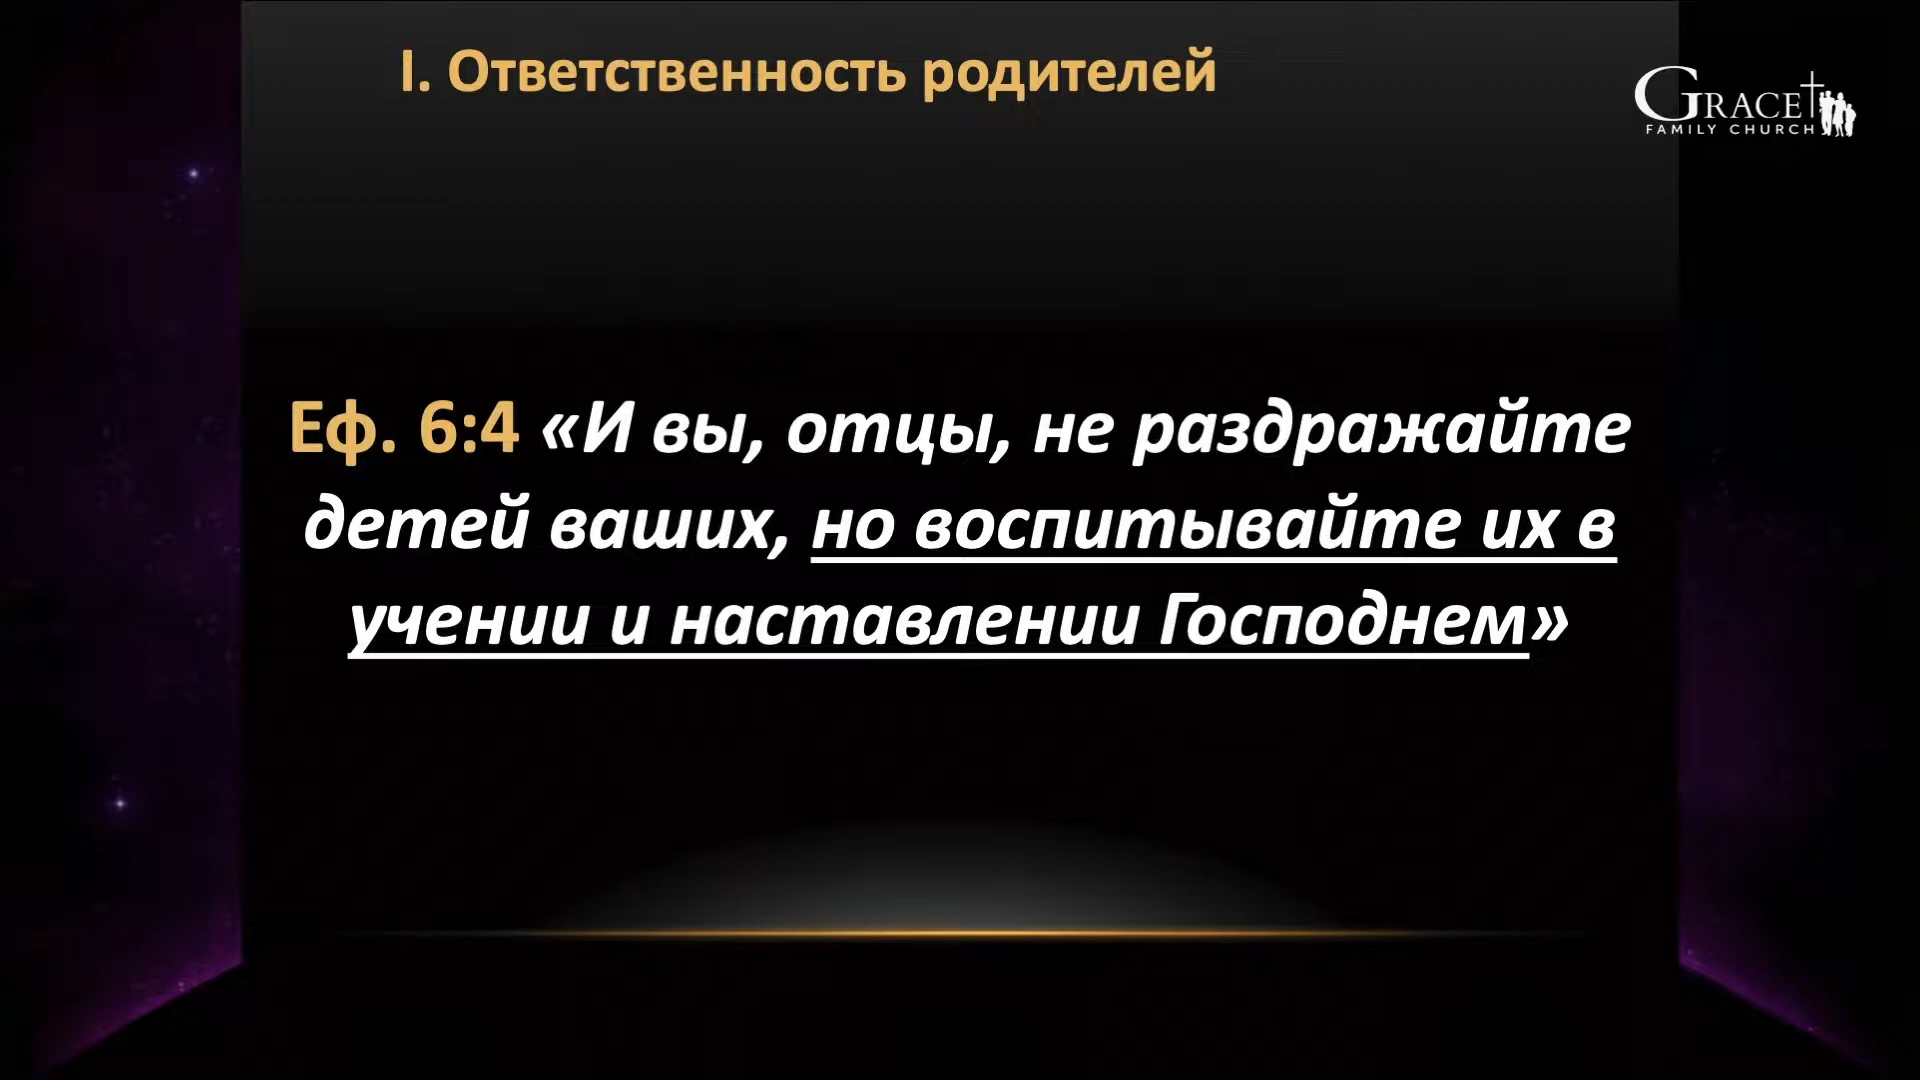 I. Ответственность родителей
GRACE
FAMILY CHURCH
Еф. 6:4 «И вы, отцы, не раздражайте
детей ваших, но воспитывайте их в
учении и наставлении Господнем»